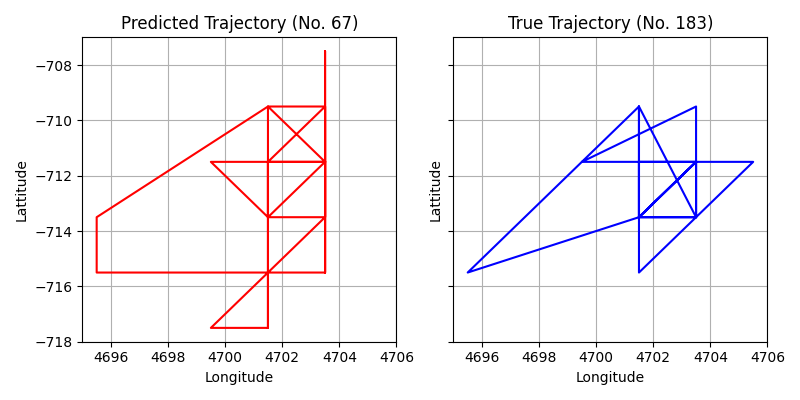 Predicted Trajectory (No. 67)
True Trajectory (No. 183)
Lattitude
−708
−710
−712
−714
−716
−718
4696 4698 4700 4702 4704 4706
Longitude
Lattitude
4696 4698 4700 4702 4704 4706
Longitude